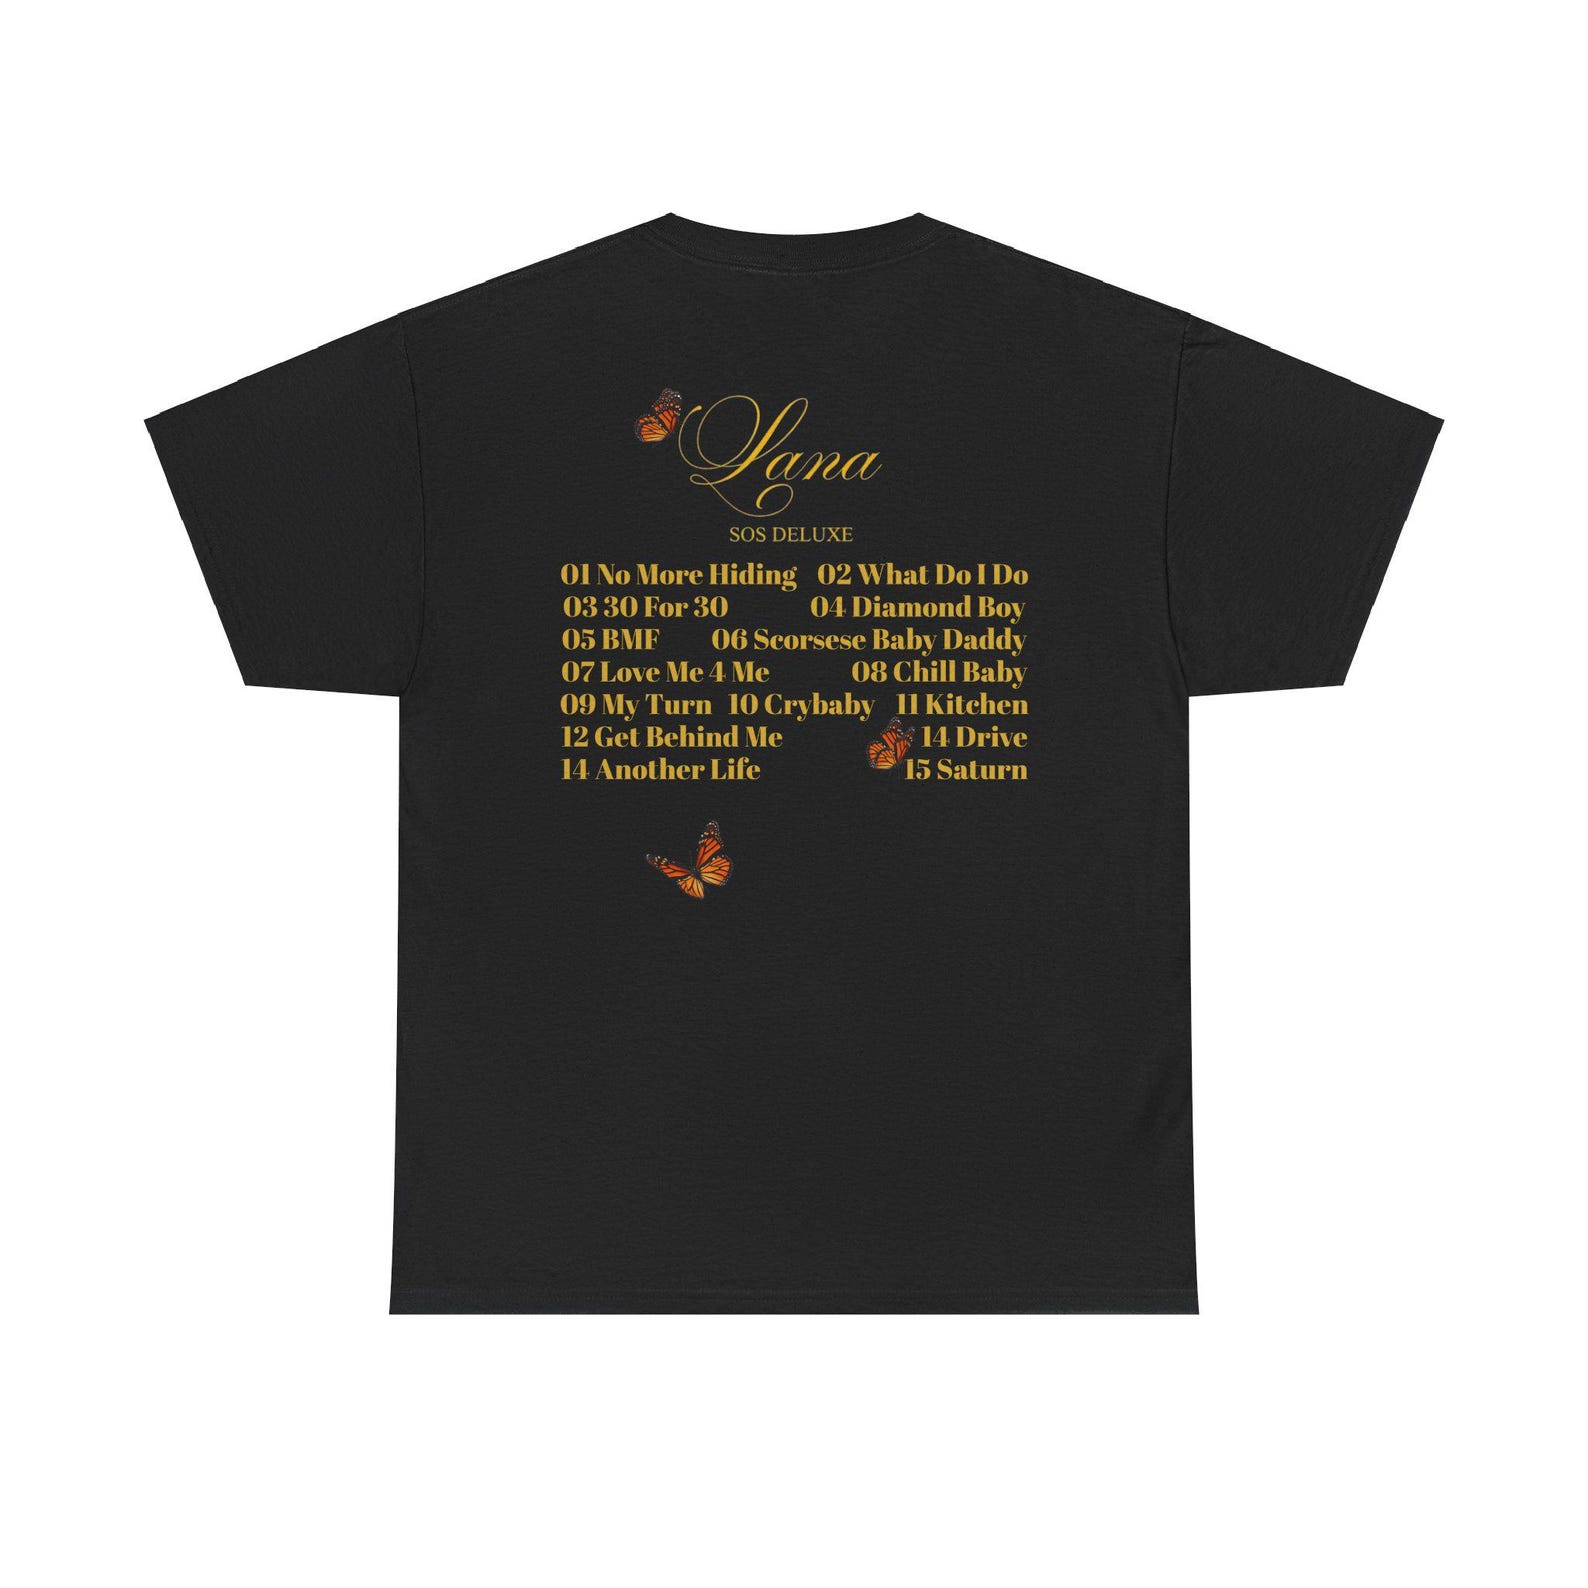 Lana
SOS DELUXE
01 No More Hiding 02 What Do I Do
03 30 For 30 04 Diamond Boy
05 BMF 06 Scorsese Baby Daddy
07 Love Me 4 Me 08 Chill Baby
09 My Turn 10 Crybaby 11 Kitchen
12 Get Behind Me 14 Drive
14 Another Life 15 Saturn